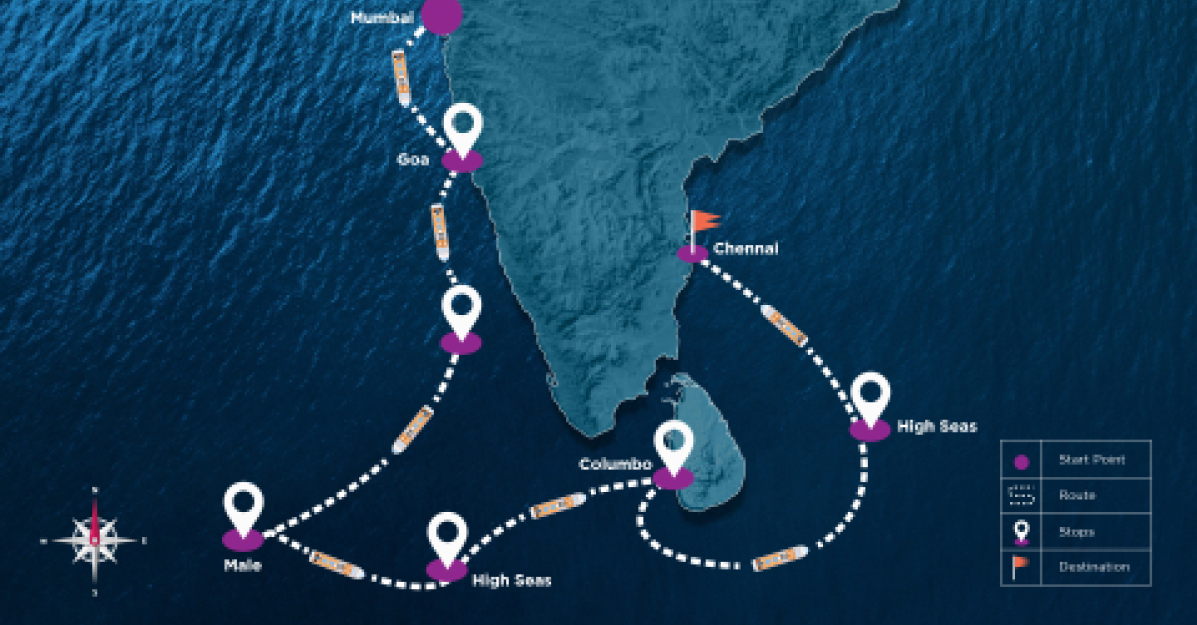 Mumbai
Goa
Chennai
High Seas
Columbo
Male
High Seas
N
E
S
W
Start Point
Route
Stops
Destination